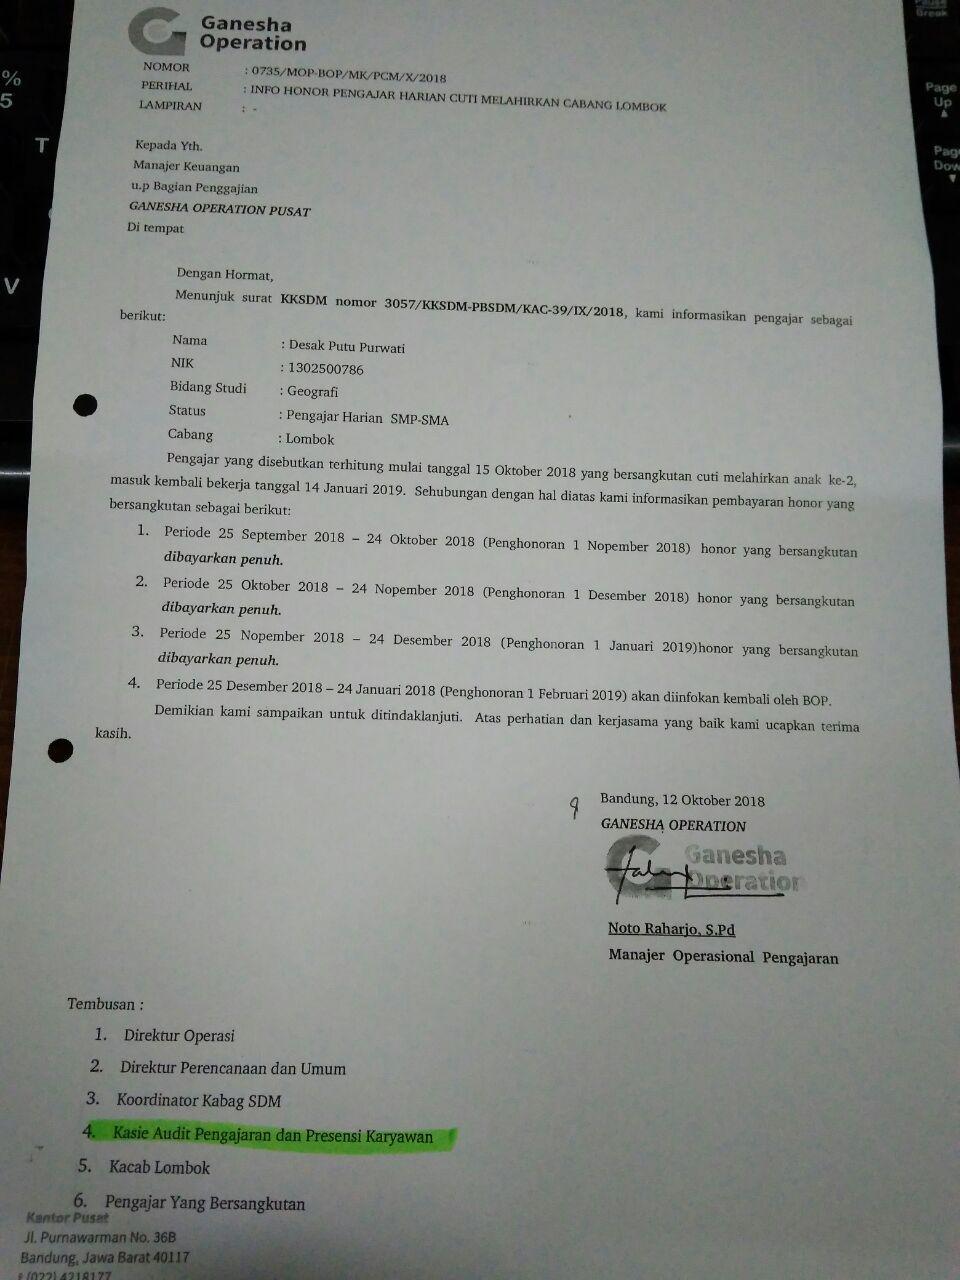 Ganesha
Operation
NOMOR : 0735/MOP-BOP/MK/PCM/X/2018
PERIHAL : INFO HONOR PENGAJAR HARIAN CUTI MELAHIRKAN CABANG LOMBOK
LAMPIRAN : -
Kepada Yth.
Manajer Keuangan
u.p Bagian Penggajian
GANESHA OPERATION PUSAT
Di tempat
Dengan Hormat,
Menunjuk surat KKSDM nomor 3057/KKSDM-PBSDM/KAC-39/IX/2018, kami informasikan pengajar sebagai
berikut:
Nama : Desak Putu Purwati
NIK : 1302500786
Bidang Studi : Geografi
Status : Pengajar Harian SMP-SMA
Cabang : Lombok
Pengajar yang disebutkan terhitung mulai tanggal 15 Oktober 2018 yang bersangkutan cuti melahirkan anak ke-2,
masuk kembali bekerja tanggal 14 Januari 2019. Sehubungan dengan hal diatas kami informasikan pembayaran honor yang
bersangkutan sebagai berikut:
1. Periode 25 September 2018 – 24 Oktober 2018 (Penghonoran 1 Nopember 2018) honor yang bersangkutan
dibayarkan penuh.
2. Periode 25 Oktober 2018 – 24 Nopember 2018 (Penghonoran 1 Desember 2018) honor yang bersangkutan
dibayarkan penuh.
3. Periode 25 Nopember 2018 – 24 Desember 2018 (Penghonoran 1 Januari 2019)honor yang bersangkutan
dibayarkan penuh.
4. Periode 25 Desember 2018 – 24 Januari 2018 (Penghonoran 1 Februari 2019) akan diinfokan kembali oleh BOP.
Demikian kami sampaikan untuk ditindaklanjuti. Atas perhatian dan kerjasama yang baik kami ucapkan terima
kasih.
Bandung, 12 Oktober 2018
GANESHA OPERATION
Ganesha
Operation
Noto Raharjo, S.Pd
Manajer Operasional Pengajaran
Tembusan :
1. Direktur Operasi
2. Direktur Perencanaan dan Umum
3. Koordinator Kabag SDM
4. Kasie Audit Pengajaran dan Presensi Karyawan
5. Kacab Lombok
6. Pengajar Yang Bersangkutan
Kantor Pusat
Jl. Purnawarman No. 36B
Bandung, Jawa Barat 40117
t (022) 4218177
%
5
T
V
Pause
Break
Page
Up
Page
Dow